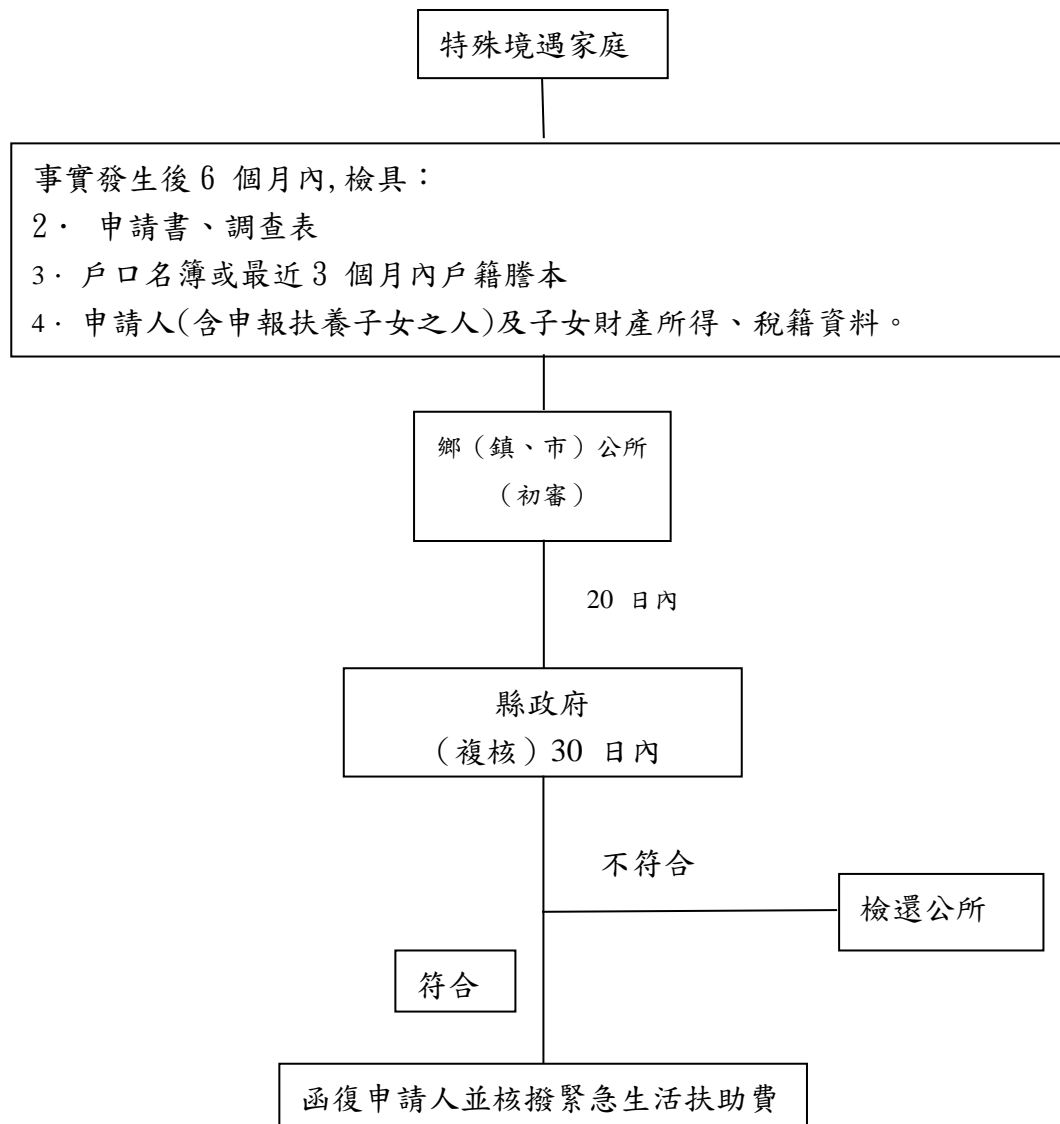 特殊境遇家庭
事實發生後6 個月內,檢具：
2． 申請書、調查表
3．戶口名簿或最近3 個月內戶籍謄本
4．申請人(含申報扶養子女之人)及子女財產所得、稅籍資料。
鄉（鎮、市）公所
（初審）
20 日內
縣政府
（複核）30 日內
不符合
檢還公所
符合
函復申請人並核撥緊急生活扶助費